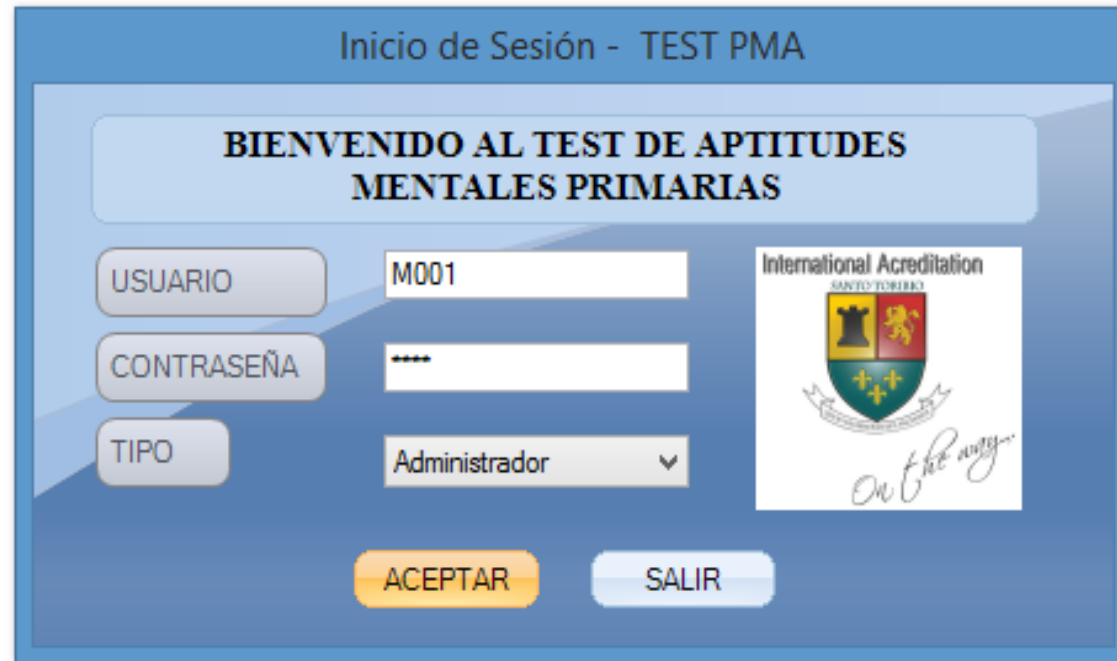 Inicio de Sesión - TEST PMA
BIENVENIDO AL TEST DE APTITUDES
MENTALES PRIMARIAS
USUARIO
M001
CONTRASEÑA
****
TIPO
Administrador
International Acreditation
SANTO TORIBIO
On the way...
ACEPTAR
SALIR